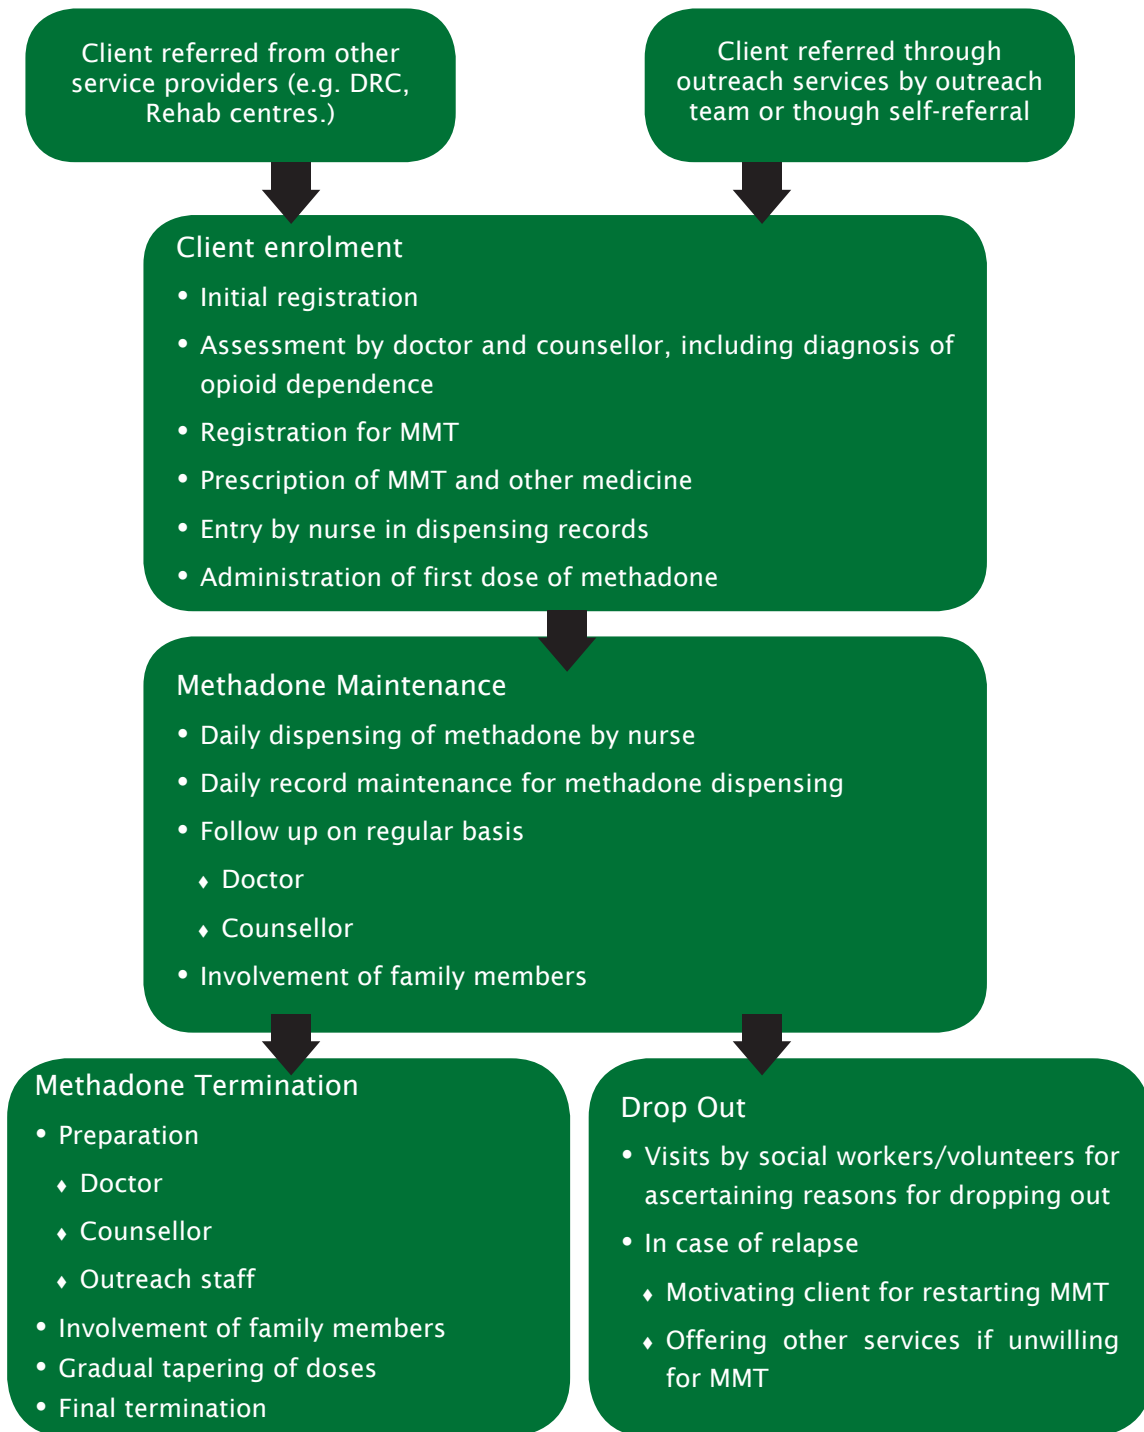 Client referred from other
service providers (e.g. DRC,
Rehab centres.)
Client referred through
outreach services by outreach
team or though self-referral
Client enrolment
• Initial registration
• Assessment by doctor and counsellor, including diagnosis of
opioid dependence
• Registration for MMT
• Prescription of MMT and other medicine
• Entry by nurse in dispensing records
• Administration of first dose of methadone
Methadone Maintenance
• Daily dispensing of methadone by nurse
• Daily record maintenance for methadone dispensing
• Follow up on regular basis
♦ Doctor
♦ Counsellor
• Involvement of family members
Methadone Termination
• Preparation
♦ Doctor
♦ Counsellor
♦ Outreach staff
• Involvement of family members
• Gradual tapering of doses
• Final termination
Drop Out
• Visits by social workers/volunteers for
ascertaining reasons for dropping out
• In case of relapse
♦ Motivating client for restarting MMT
♦ Offering other services if unwilling
for MMT